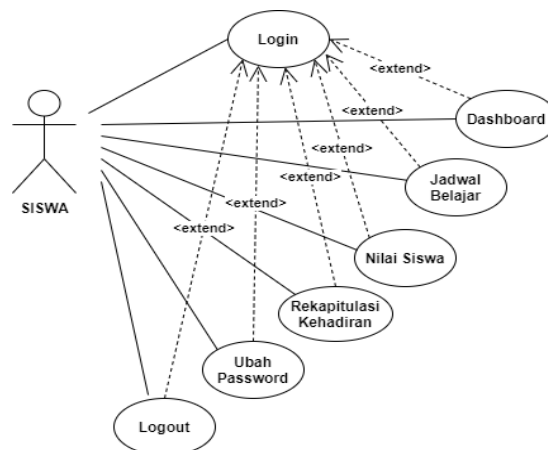 Login
<extend>
Dashboard
<extend>
<extend>
Jadwal
Belajar
<extend>
SISWA
<extend>
<extend>
Nilai Siswa
Rekapitulasi
Kehadiran
Ubah
Password
Logout